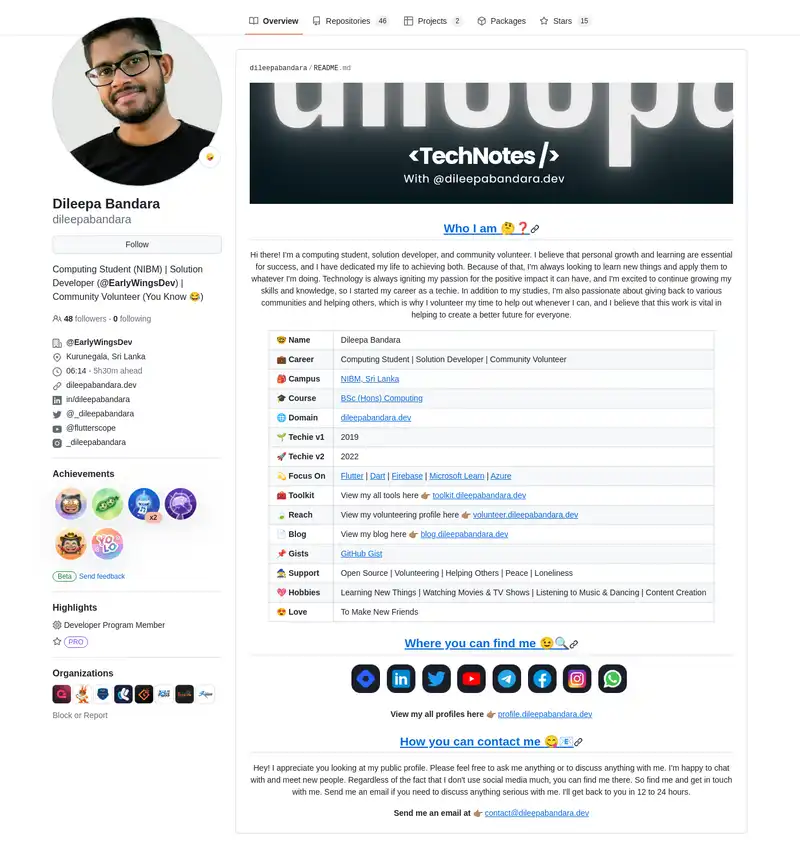 Overview
Repositories 46
Projects 2
Packages
Stars 15
Dileepa Bandara
dileepabandara
Follow
Computing Student (NIBM) | Solution
Developer (@EarlyWingsDev) |
Community Volunteer (You Know 😂)
48 followers · 0 following
@EarlyWingsDev
Kurunegala, Sri Lanka
06:14 - 5h30m ahead
dileepabandara.dev
in/dileepabandara
@_dileepabandara
@flutterscope
_dileepabandara
Achievements
x2
YOLO
Beta Send feedback
Highlights
Developer Program Member
PRO
Organizations
Block or Report
dileepabandara / README.md
<TechNotes />
With @dileepabandara.dev
Who I am 🤔❓
Hi there! I'm a computing student, solution developer, and community volunteer. I believe that personal growth and learning are essential
for success, and I have dedicated my life to achieving both. Because of that, I'm always looking to learn new things and apply them to
whatever I'm doing. Technology is always igniting my passion for the positive impact it can have, and I'm excited to continue growing my
skills and knowledge, so I started my career as a techie. In addition to my studies, I'm also passionate about giving back to various
communities and helping others, which is why I volunteer my time to help out whenever I can, and I believe that this work is vital in
helping to create a better future for everyone.
🤓 Name Dileepa Bandara
💼 Career Computing Student | Solution Developer | Community Volunteer
🎒 Campus NIBM, Sri Lanka
🎓 Course BSc (Hons) Computing
🌐 Domain dileepabandara.dev
🌱 Techie v1 2019
🚀 Techie v2 2022
💫 Focus On Flutter | Dart | Firebase | Microsoft Learn | Azure
🧰 Toolkit View my all tools here 👉🏽 toolkit.dileepabandara.dev
🍃 Reach View my volunteering profile here 👉🏽 volunteer.dileepabandara.dev
📄 Blog View my blog here 👉🏽 blog.dileepabandara.dev
📌 Gists GitHub Gist
🧙 Support Open Source | Volunteering | Helping Others | Peace | Loneliness
💖 Hobbies Learning New Things | Watching Movies & TV Shows | Listening to Music & Dancing | Content Creation
😍 Love To Make New Friends
Where you can find me 😉🔍
View my all profiles here 👉🏽 profile.dileepabandara.dev
How you can contact me 😋📧
Hey! I appreciate you looking at my public profile. Please feel free to ask me anything or to discuss anything with me. I'm happy to chat
with and meet new people. Regardless of the fact that I don't use social media much, you can find me there. So find me and get in touch
with me. Send me an email if you need to discuss anything serious with me. I'll get back to you in 12 to 24 hours.
Send me an email at 👉🏽 contact@dileepabandara.dev